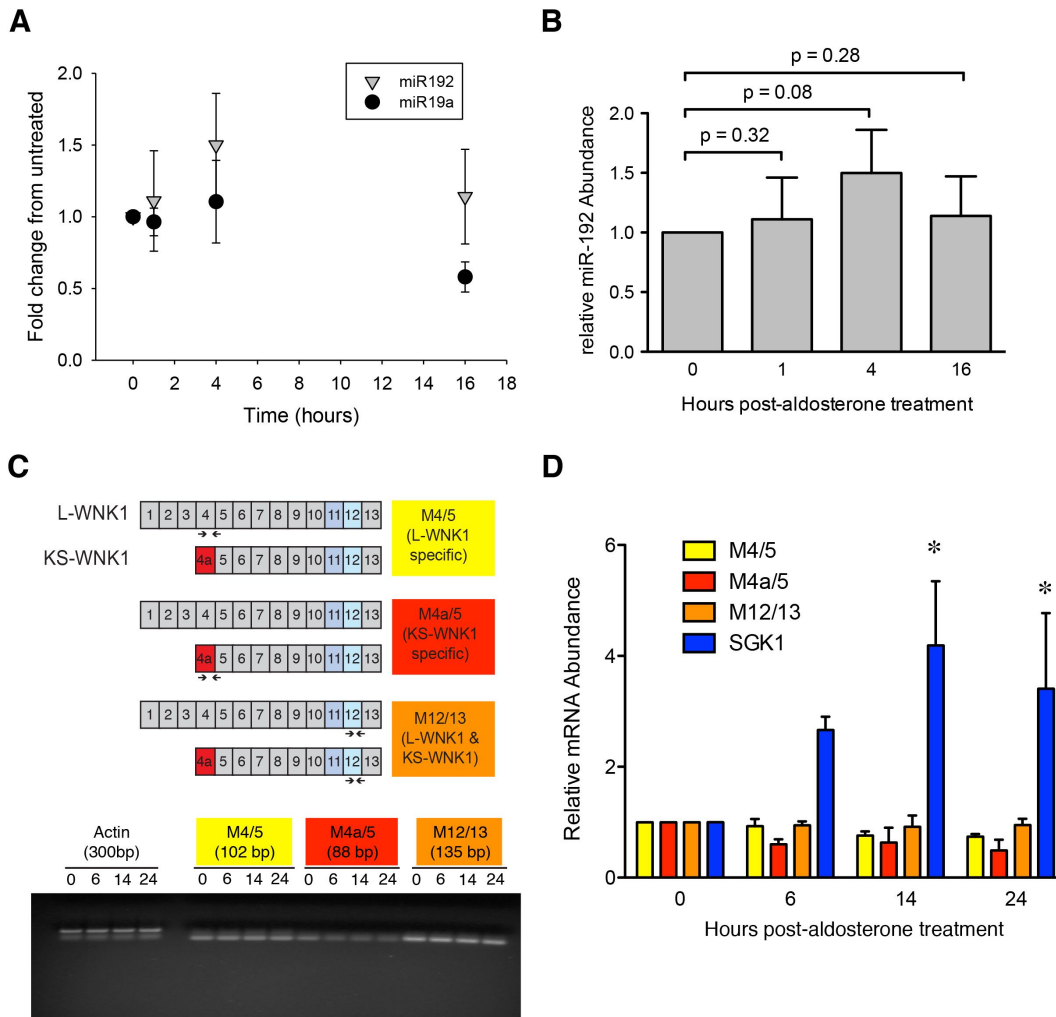 A
2.0
1.5
1.0
0.5
0.0
Fold change from untreated
miR192
miR19a
0 2 4 6 8 10 12 14 16 18
Time (hours)
B
p = 0.28
p = 0.08
p = 0.32
2.0
1.5
1.0
0.5
0.0
relative miR-192 Abundance
0 1 4 16
Hours post-aldosterone treatment
C
L-WNK1
1 2 3 4 5 6 7 8 9 10 11 12 13
KS-WNK1
4a 5 6 7 8 9 10 11 12 13
M4/5
(L-WNK1
specific)
1 2 3 4 5 6 7 8 9 10 11 12 13
4a 5 6 7 8 9 10 11 12 13
M4a/5
(KS-WNK1
specific)
1 2 3 4 5 6 7 8 9 10 11 12 13
4a 5 6 7 8 9 10 11 12 13
M12/13
(L-WNK1 &
KS-WNK1)
Actin
(300bp)
M4/5
(102 bp)
M4a/5
(88 bp)
M12/13
(135 bp)
0 6 14 24 0 6 14 24 0 6 14 24 0 6 14 24
D
6
4
2
0
Relative mRNA Abundance
M4/5
M4a/5
M12/13
SGK1
*
*
0 6 14 24
Hours post-aldosterone treatment